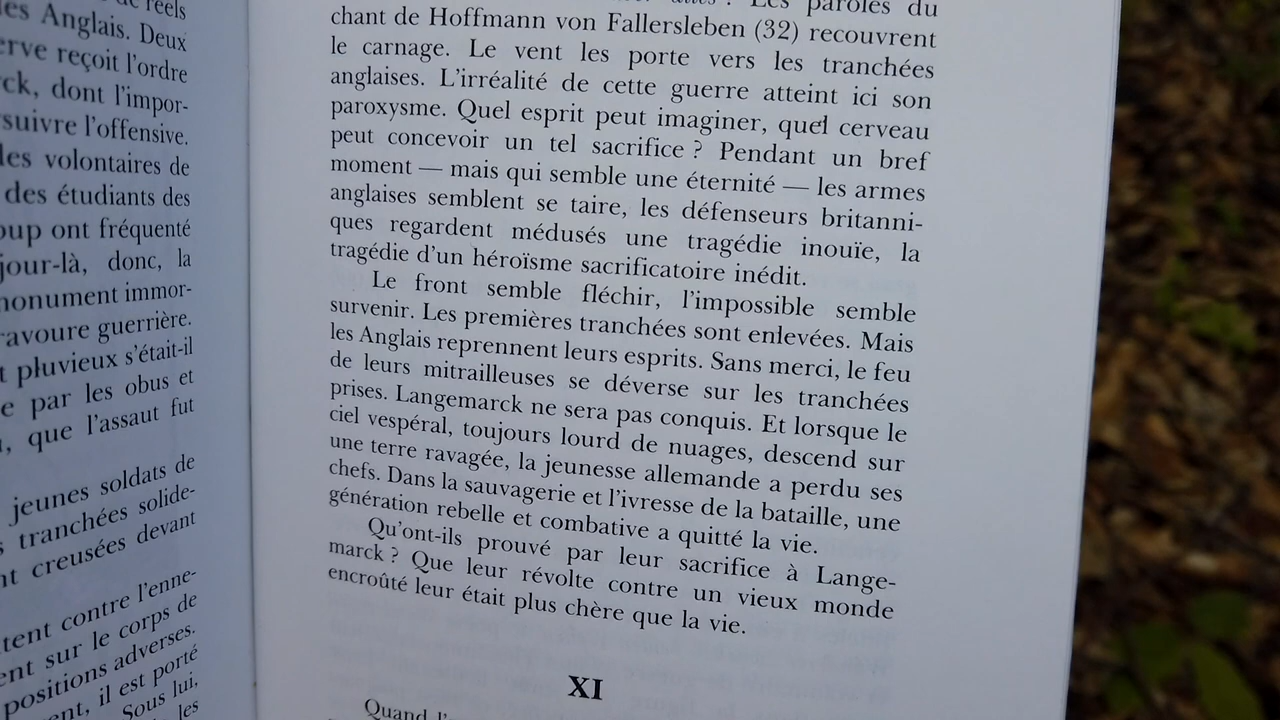 réels
les Anglais. Deux
reçoit l'ordre
dont l'impor-
suivre l'offensive.
volontaires de
des étudiants des
ont fréquenté
jour-là, donc, la
immor-
guerrière.
pluvieux s'était-il
par les obus et
que l'assaut fut
jeunes soldats de
tranchées solide-
creusées devant
contre l'enne-
sur le corps de
positions adverses.
il est porté
Sous lui,
les
Les paroles du
chant de Hoffmann von Fallersleben (32) recouvrent
le carnage. Le vent les porte vers les tranchées
anglaises. L'irréalité de cette guerre atteint ici son
paroxysme. Quel esprit peut imaginer, quel cerveau
peut concevoir un tel sacrifice ? Pendant un bref
moment — mais qui semble une éternité — les armes
anglaises semblent se taire, les défenseurs britanni-
ques regardent médusés une tragédie inouïe, la
tragédie d'un héroïsme sacrificatoire inédit.
Le front semble fléchir, l'impossible semble
survenir. Les premières tranchées sont enlevées. Mais
les Anglais reprennent leurs esprits. Sans merci, le feu
de leurs mitrailleuses se déverse sur les tranchées
prises. Langemarck ne sera pas conquis. Et lorsque le
ciel vespéral, toujours lourd de nuages, descend sur
une terre ravagée, la jeunesse allemande a perdu ses
chefs. Dans la sauvagerie et l'ivresse de la bataille, une
génération rebelle et combative a quitté la vie.
Qu'ont-ils prouvé par leur sacrifice à Lange-
marck ? Que leur révolte contre un vieux monde
encroûté leur était plus chère que la vie.
XI
Quand